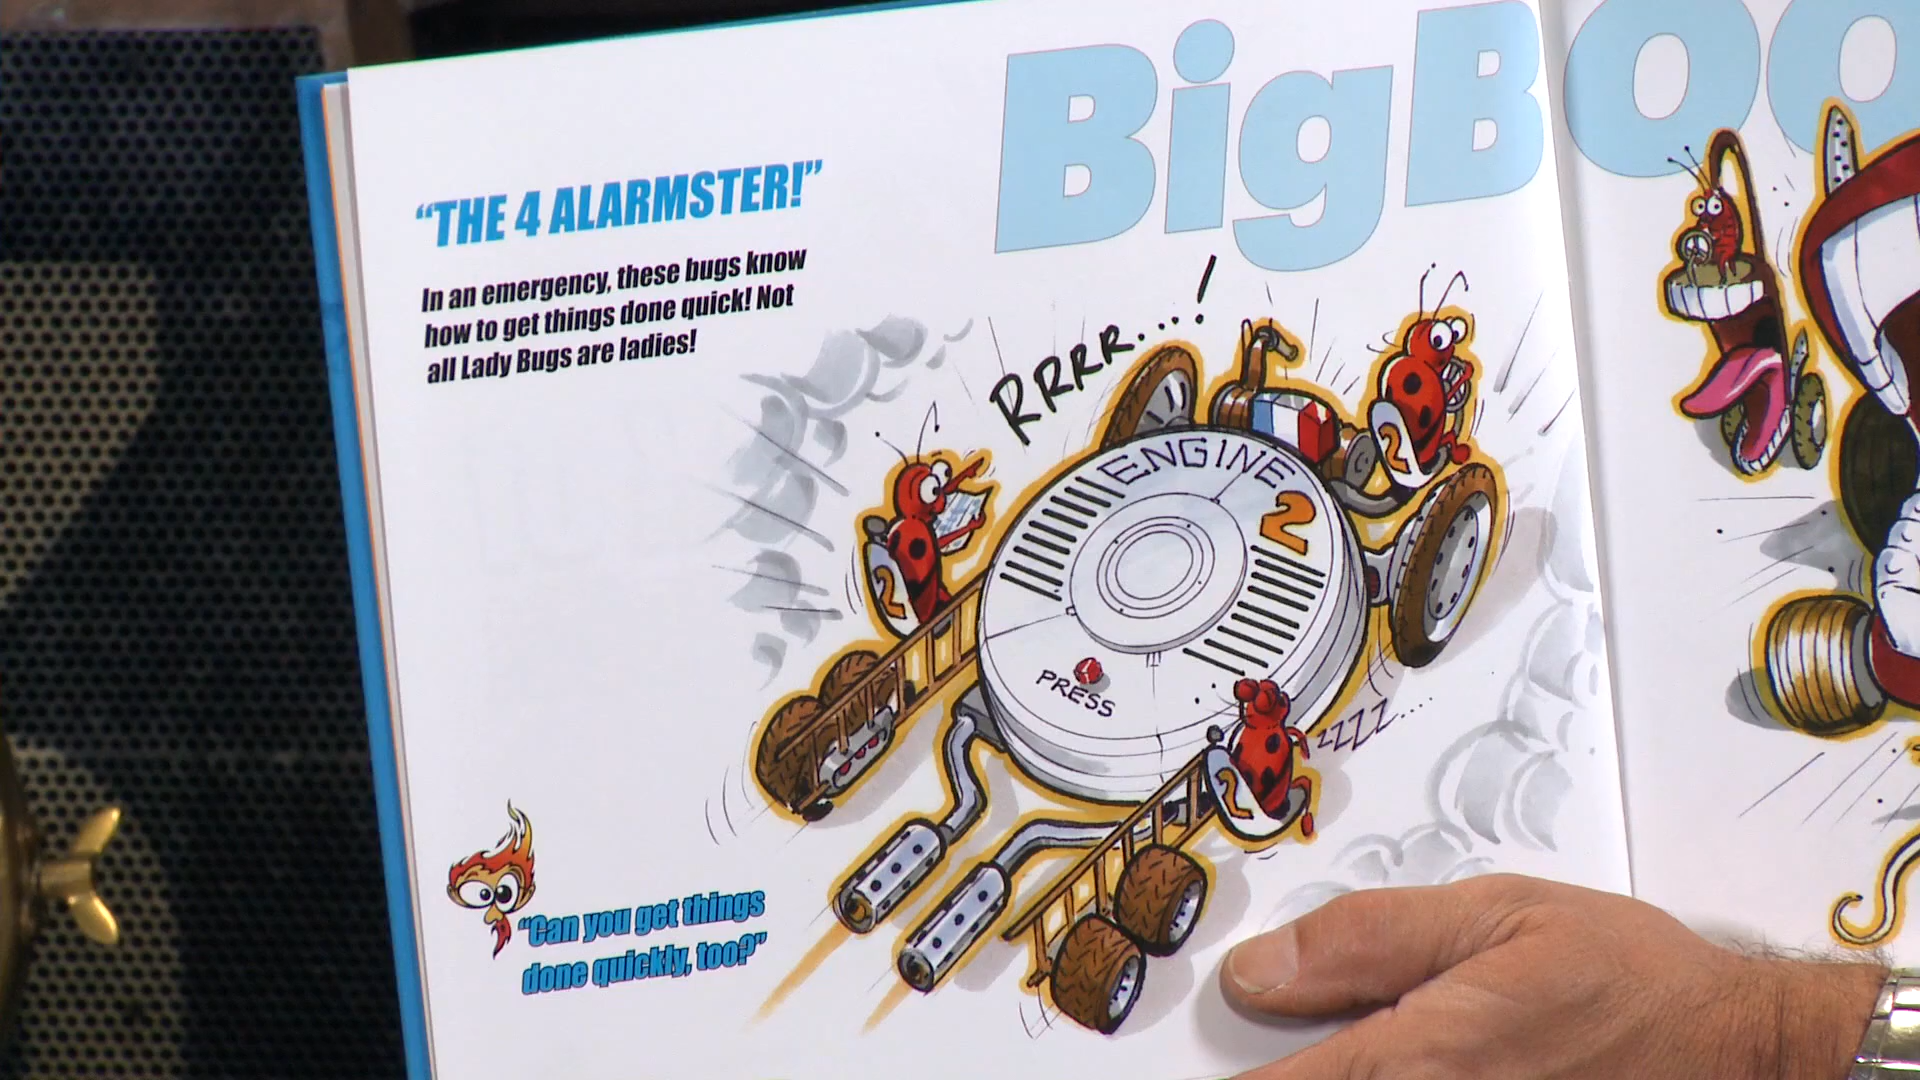 BigBoo
“THE 4 ALARMSTER!”
In an emergency, these bugs know
how to get things done quick! Not
all Lady Bugs are ladies!
RRRR...!
ENGINE
2
2
2
PRESS
ZZZZ....
2
“Can you get things
done quickly, too?”